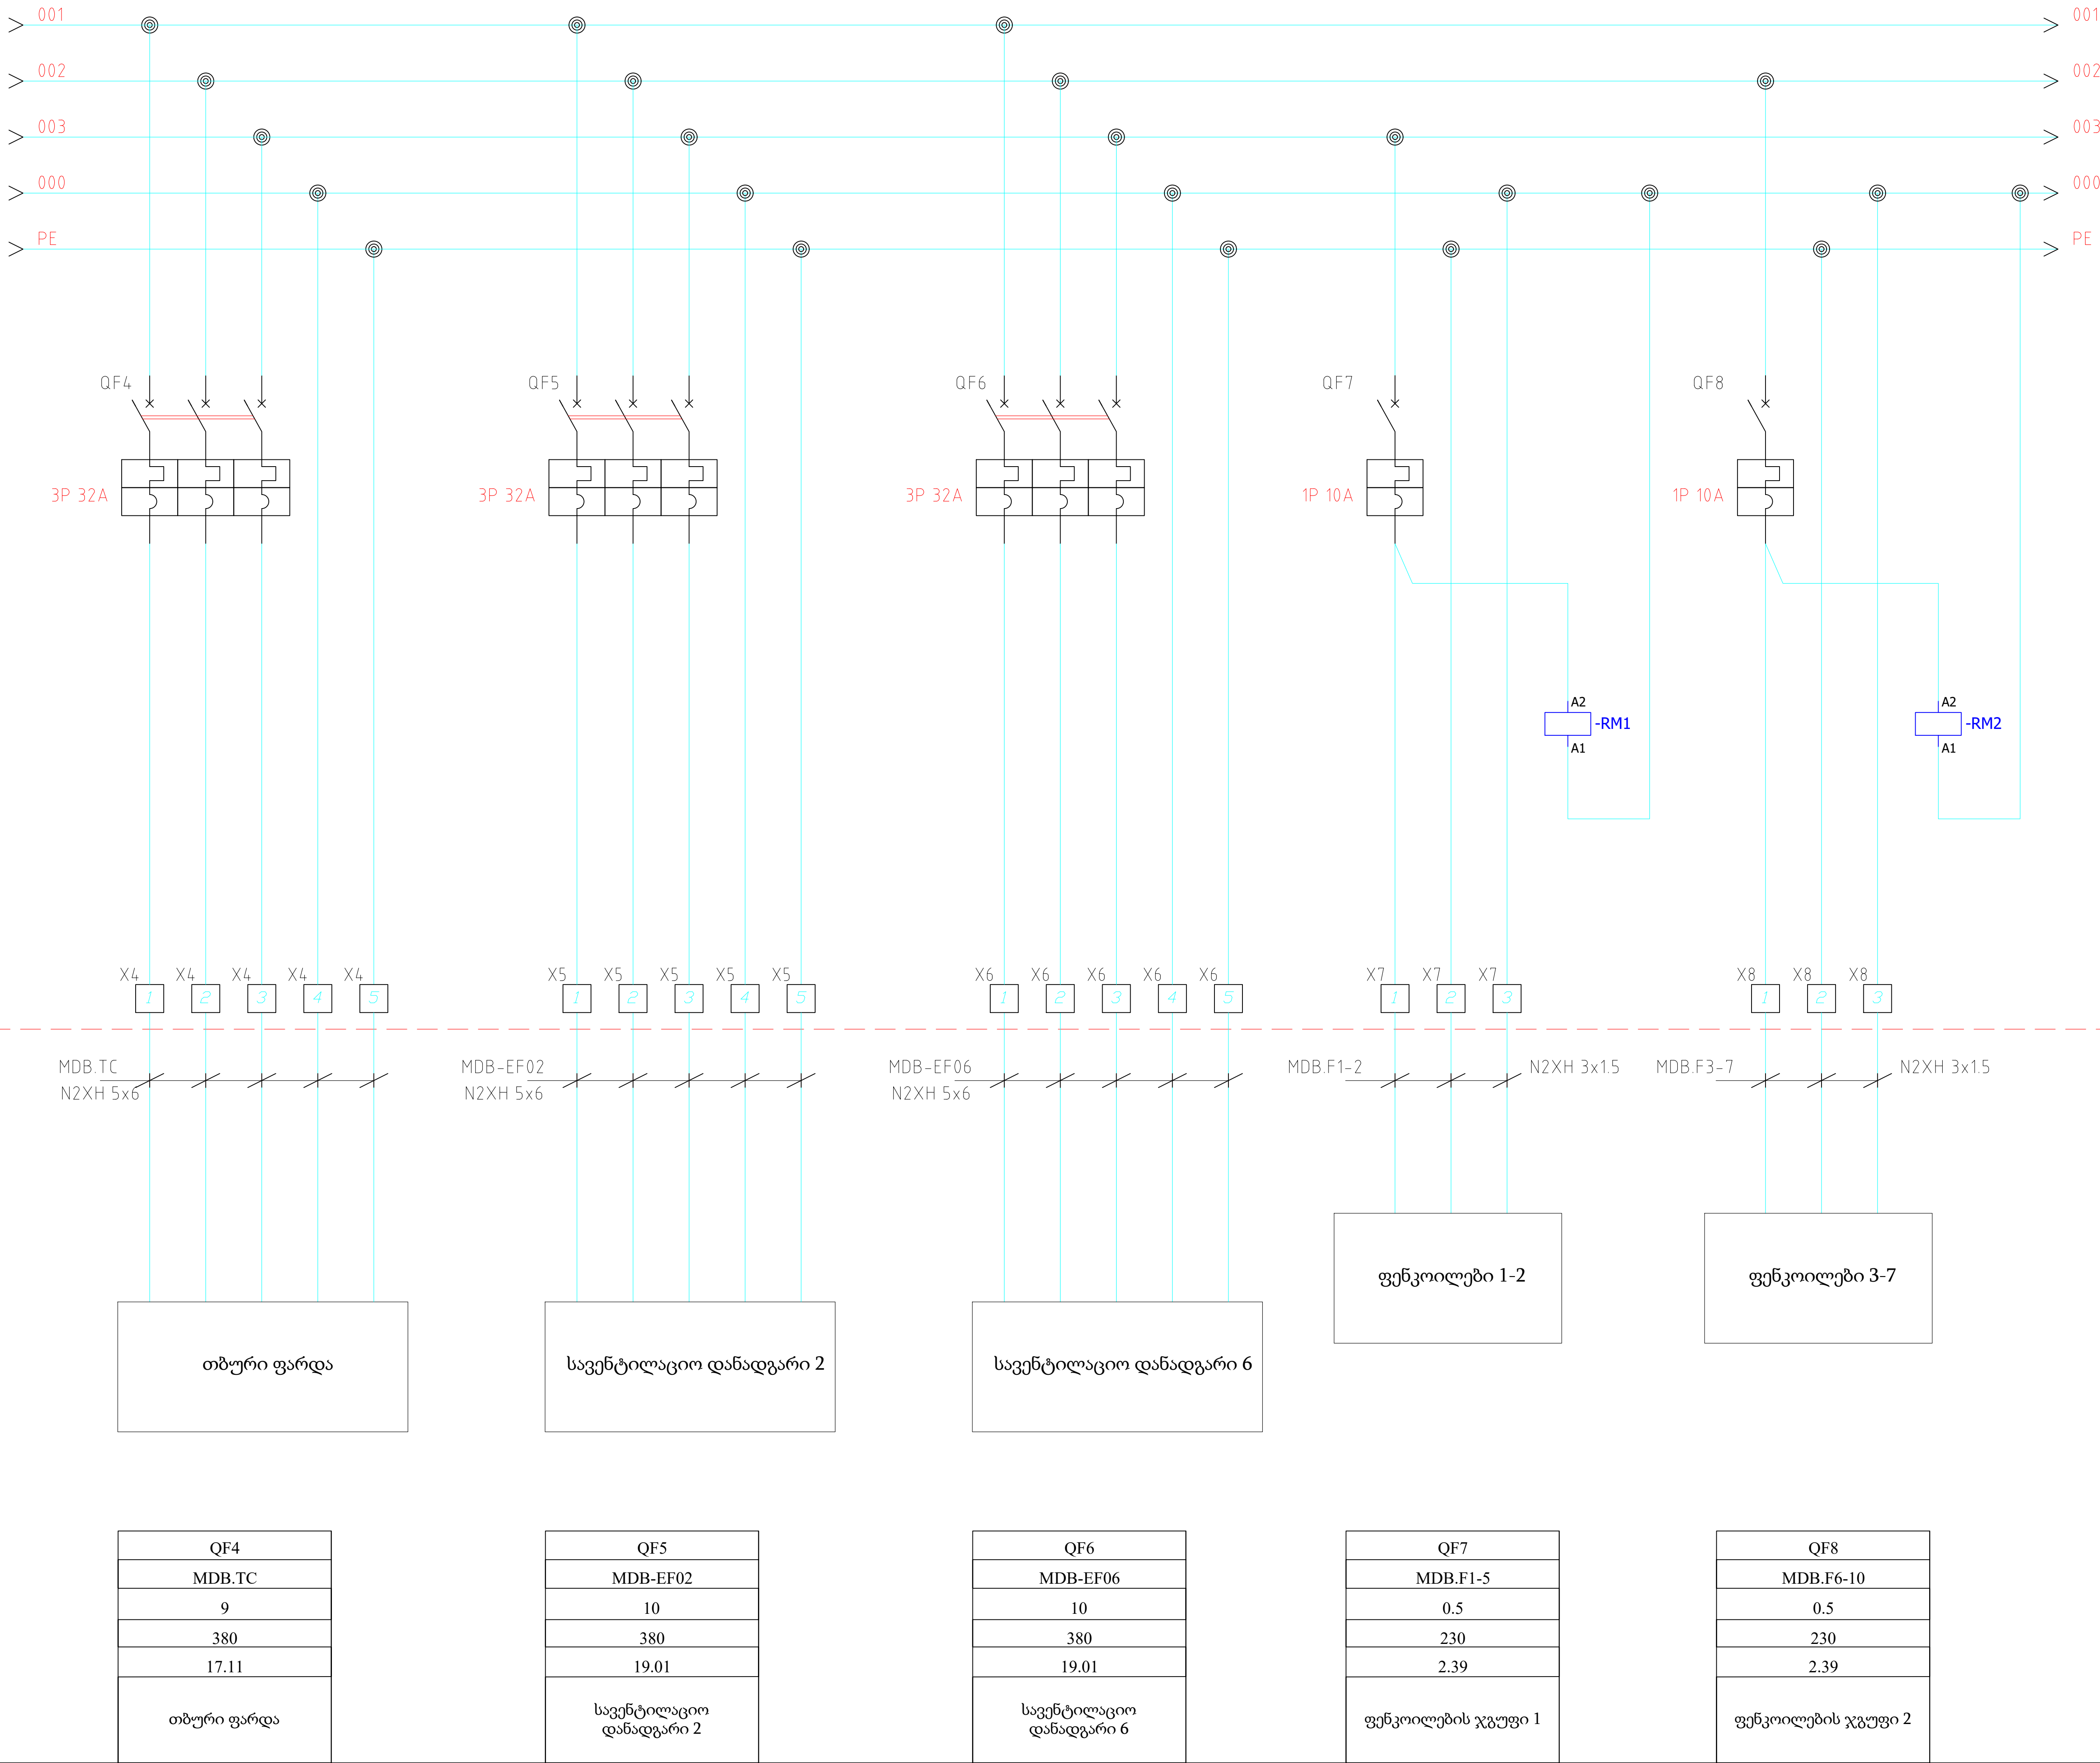 001 001
002 002
003 003
000 000
PE PE
QF4 QF5 QF6 QF7 QF8
3P 32A 3P 32A 3P 32A 1P 10A 1P 10A
A2 A2
-RM1 -RM2
A1 A1
X4 X4 X4 X4 X4 X5 X5 X5 X5 X5 X6 X6 X6 X6 X6 X7 X7 X7 X8 X8 X8
1 2 3 4 5 1 2 3 4 5 1 2 3 4 5 1 2 3 1 2 3
MDB.TC MDB-EF02 MDB-EF06 MDB.F1-2 N2XH 3x1.5 MDB.F3-7 N2XH 3x1.5
N2XH 5x6 N2XH 5x6 N2XH 5x6
ფენკოილები 1-2 ფენკოილები 3-7
თბური ფარდა სავენტილაციო დანადგარი 2 სავენტილაციო დანადგარი 6
QF4 QF5 QF6 QF7 QF8
MDB.TC MDB-EF02 MDB-EF06 MDB.F1-5 MDB.F6-10
9 10 10 0.5 0.5
380 380 380 230 230
17.11 19.01 19.01 2.39 2.39
თბური ფარდა
სავენტილაციო
დანადგარი 2
სავენტილაციო
დანადგარი 6
ფენკოილების ჯგუფი 1
ფენკოილების ჯგუფი 2